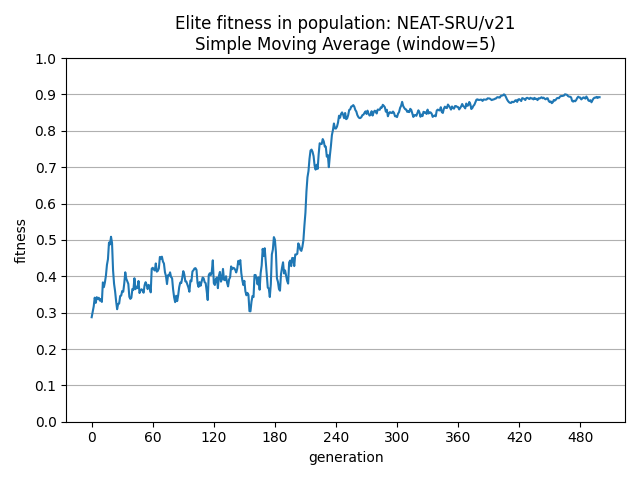 Elite fitness in population: NEAT-SRU/v21
Simple Moving Average (window=5)
1.0
0.9
0.8
0.7
0.6
0.5
0.4
0.3
0.2
0.1
0.0
fitness
0 60 120 180 240 300 360 420 480
generation